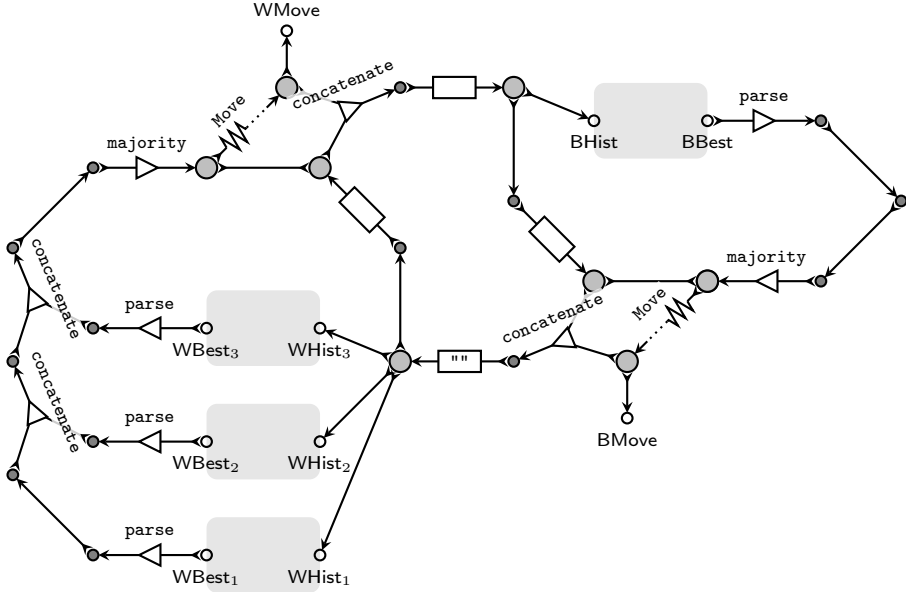 WMove
concatenate
Move
majority
parse
BHist
BBest
concatenate
parse
WBest₃
WHist₃
majority
Move
concatenate
""
BMove
concatenate
parse
WBest₂
WHist₂
parse
WBest₁
WHist₁